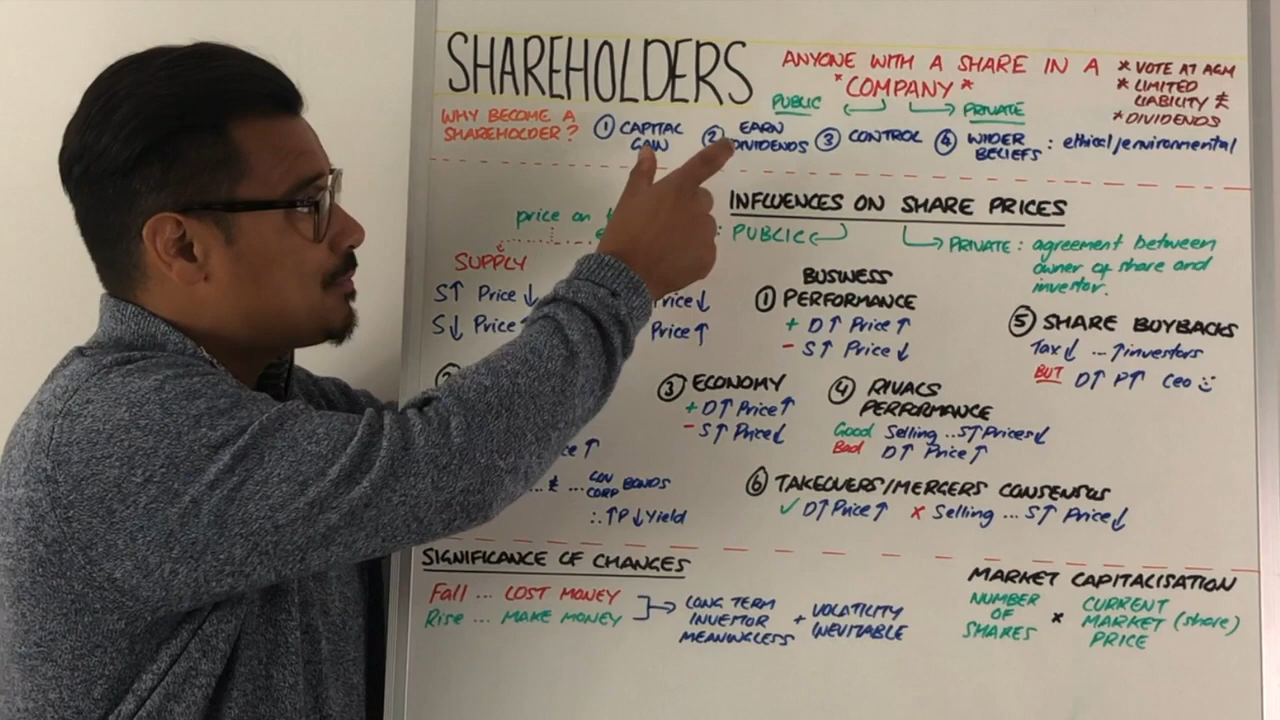 SHAREHOLDERS
ANYONE WITH A SHARE IN A
"COMPANY"*
PUBLIC
PRIVATE
* VOTE AT AGM
* LIMITED
LIABILITY £
* DIVIDENDS
WHY BECOME A
SHAREHOLDER?
① CAPITAL
GAIN
② EARN
DIVIDENDS
③ CONTROL
④ WIDER
BELIEFS : ethical/environmental
INFLUENCES ON SHARE PRICES
price on
: PUBLIC
PRIVATE : agreement between
owner of share and
investor.
SUPPLY
S↑ Price ↓
S↓ Price
Price ↓
Price ↑
① BUSINESS
PERFORMANCE
+ D↑ Price ↑
- S↑ Price ↓
⑤ SHARE BUYBACKS
Tax↓ ... ↑investors
BUT D↑ P↑ Ceo
③ ECONOMY
+ D↑ Price↑
- S↑ Price↓
④ RIVALS
PERFORMANCE
Good Selling ...S↑Prices↓
Bad D↑ Price↑
↑
... £ ... GOV
CORP BONDS
∴ ↑P ↓Yield
⑥ TAKEOVERS/MERGERS CONSENSUS
✓ D↑Price↑ × Selling ... S↑ Price↓
SIGNIFICANCE OF CHANGES
Fall ... LOST MONEY
Rise ... MAKE MONEY
LONG TERM
INVESTOR
MEANINGLESS
+ VOLATILITY
INEVITABLE
MARKET CAPITALISATION
NUMBER
OF
SHARES
×
CURRENT
MARKET (share)
PRICE